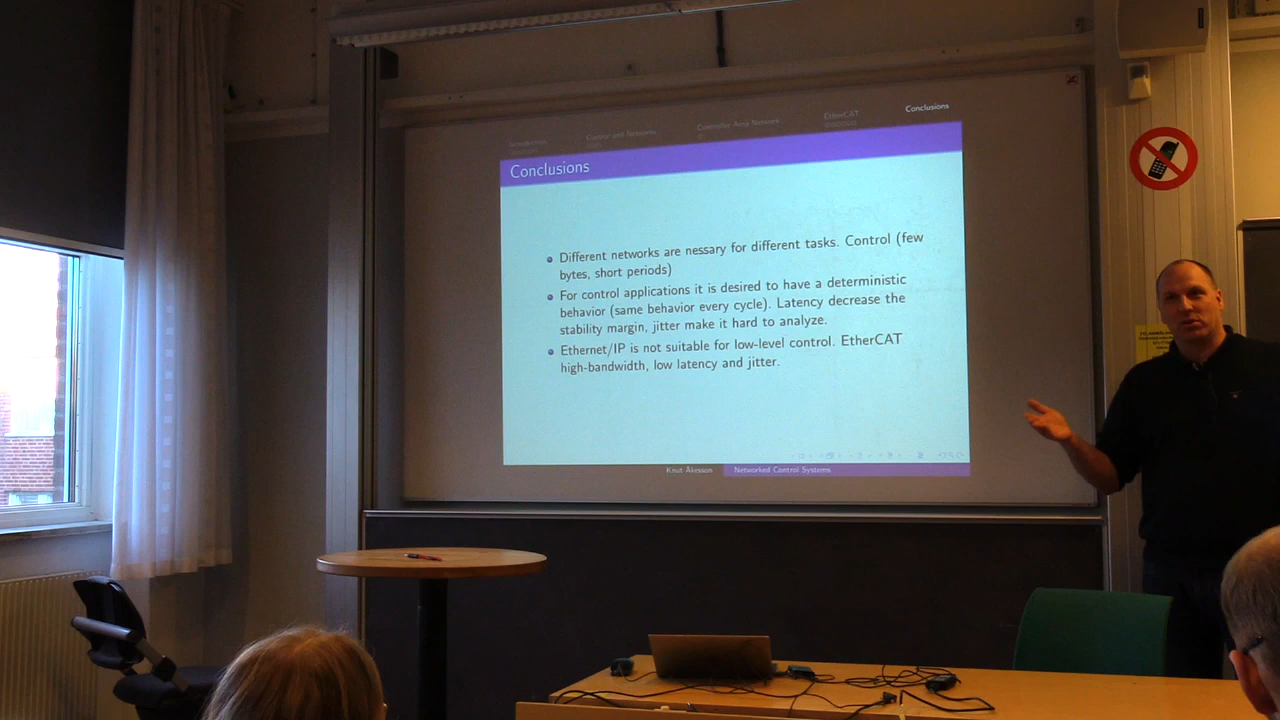 Introduction
Control and Networks
Controller Area Network
EtherCAT
Conclusions
Conclusions
Different networks are nessary for different tasks. Control (few
bytes, short periods)
For control applications it is desired to have a deterministic
behavior (same behavior every cycle). Latency decrease the
stability margin, jitter make it hard to analyze.
Ethernet/IP is not suitable for low-level control. EtherCAT
high-bandwidth, low latency and jitter.
Knut Åkesson
Networked Control Systems